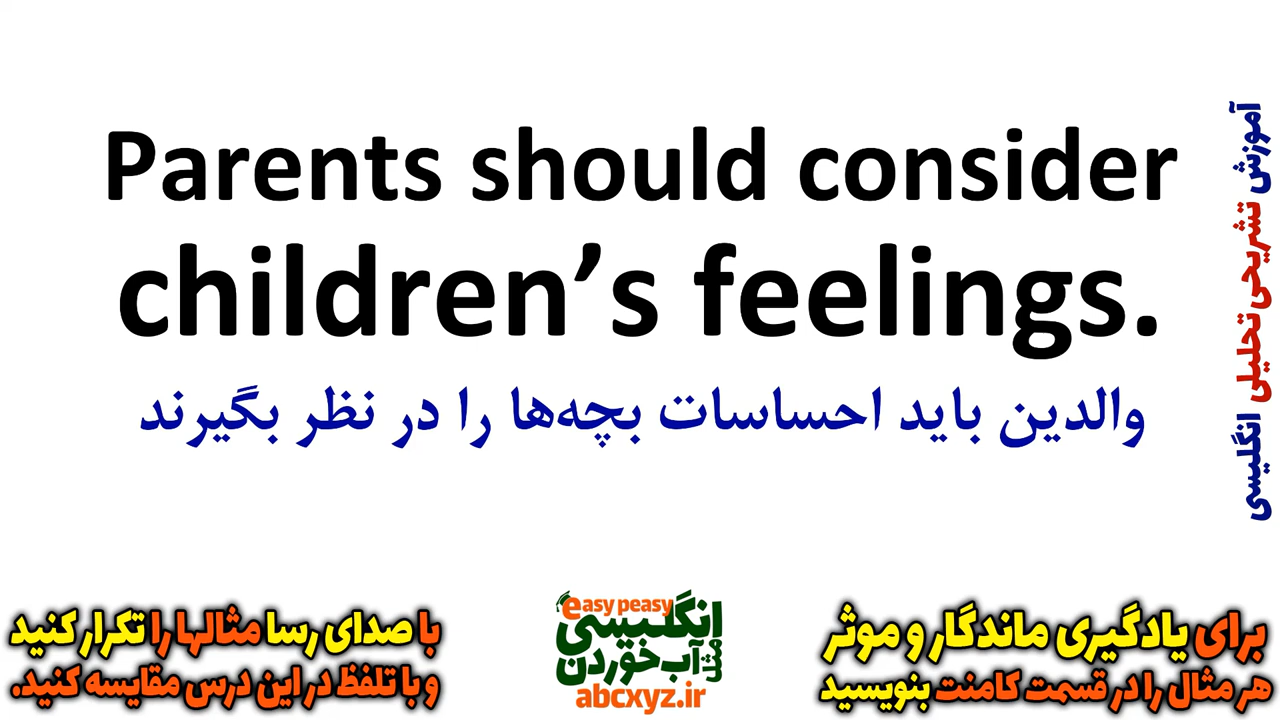 Parents should consider
children’s feelings.
والدین باید احساسات بچه‌ها را در نظر بگیرند
آموزش تشریحی تحلیلی انگلیسی
با صدای رسا مثالها را تکرار کنید
و با تلفظ در این درس مقایسه کنید.
easy peasy
انگلیسی
مثل آب خوردن
abcxyz.ir
برای یادگیری ماندگار و موثر
هر مثال را در قسمت کامنت بنویسید